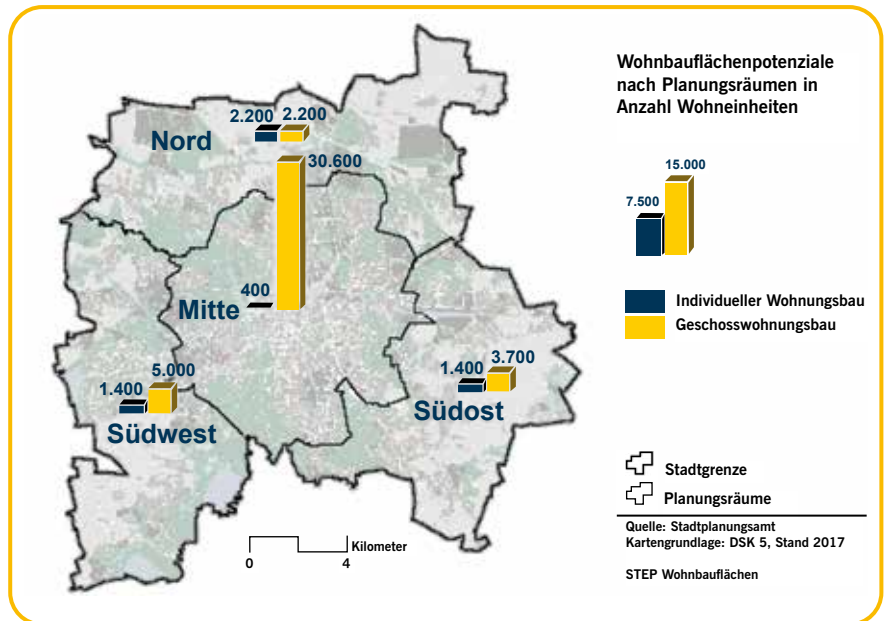 Wohnbauflächenpotenziale
nach Planungsräumen in
Anzahl Wohneinheiten
2.200 2.200
Nord
30.600
15.000
7.500
400
Mitte
Individueller Wohnungsbau
Geschosswohnungsbau
1.400 3.700
Südost
1.400 5.000
Südwest
Stadtgrenze
Planungsräume
Kilometer
0 4
Quelle: Stadtplanungsamt
Kartengrundlage: DSK 5, Stand 2017
STEP Wohnbauflächen